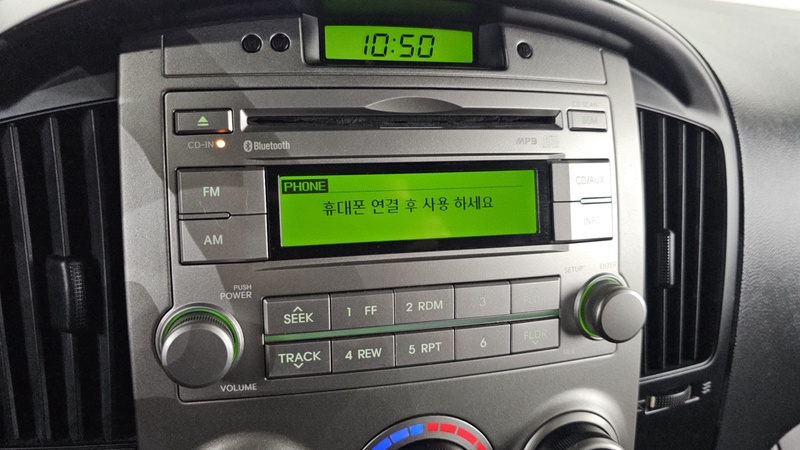 10:50
CD-IN
Bluetooth
MP3
FM
AM
PHONE
휴대폰 연결 후 사용 하세요
CD/AUX
INFO
PUSH
POWER
VOLUME
SETUP
SEEK
1 FF
2 RDM
3
TRACK
4 REW
5 RPT
6
FLDR